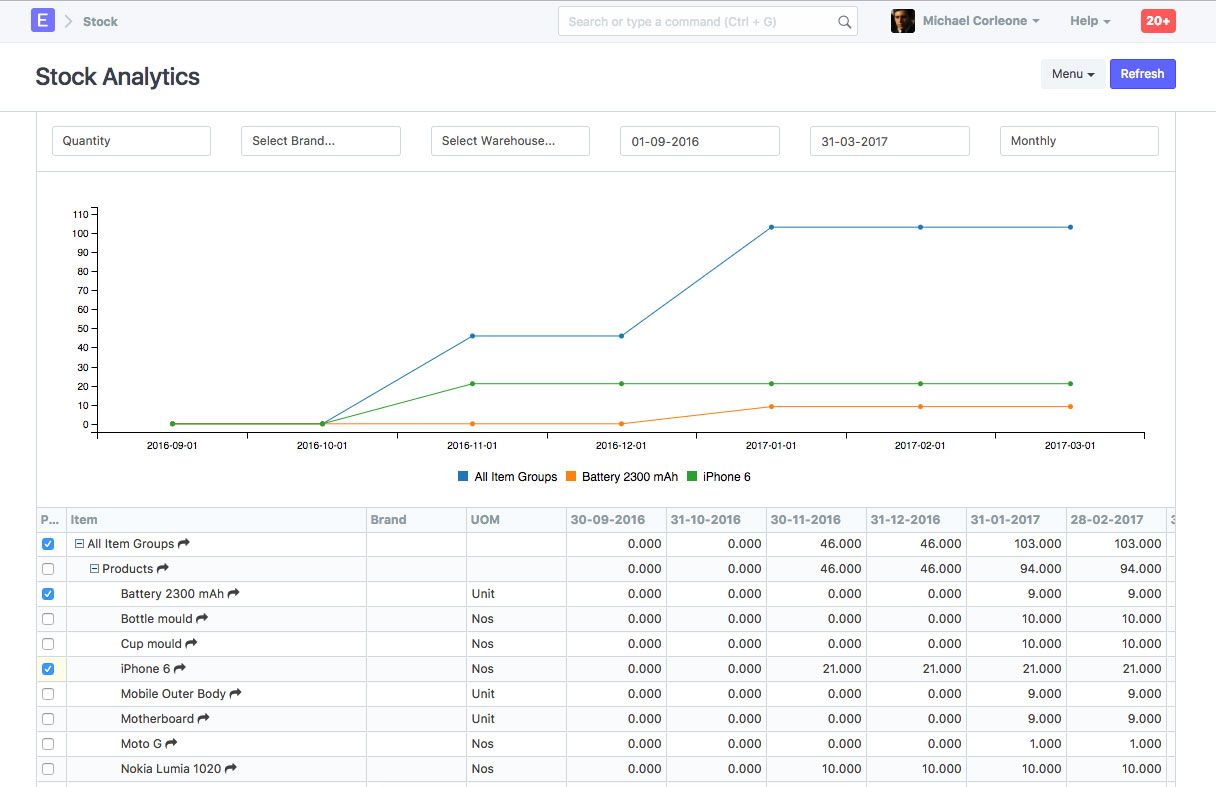 E Stock Search or type a command (Ctrl + G) Michael Corleone Help 20+
Stock Analytics Menu Refresh
Quantity Select Brand... Select Warehouse... 01-09-2016 31-03-2017 Monthly
110
100
90
80
70
60
50
40
30
20
10
0
2016-09-01 2016-10-01 2016-11-01 2016-12-01 2017-01-01 2017-02-01 2017-03-01
All Item Groups Battery 2300 mAh iPhone 6
P... Item Brand UOM 30-09-2016 31-10-2016 30-11-2016 31-12-2016 31-01-2017 28-02-2017
All Item Groups 0.000 0.000 46.000 46.000 103.000 103.000
Products 0.000 0.000 46.000 46.000 94.000 94.000
Battery 2300 mAh Unit 0.000 0.000 0.000 0.000 9.000 9.000
Bottle mould Nos 0.000 0.000 0.000 0.000 10.000 10.000
Cup mould Nos 0.000 0.000 0.000 0.000 10.000 10.000
iPhone 6 Nos 0.000 0.000 21.000 21.000 21.000 21.000
Mobile Outer Body Unit 0.000 0.000 0.000 0.000 9.000 9.000
Motherboard Unit 0.000 0.000 0.000 0.000 9.000 9.000
Moto G Nos 0.000 0.000 0.000 0.000 1.000 1.000
Nokia Lumia 1020 Nos 0.000 0.000 10.000 10.000 10.000 10.000